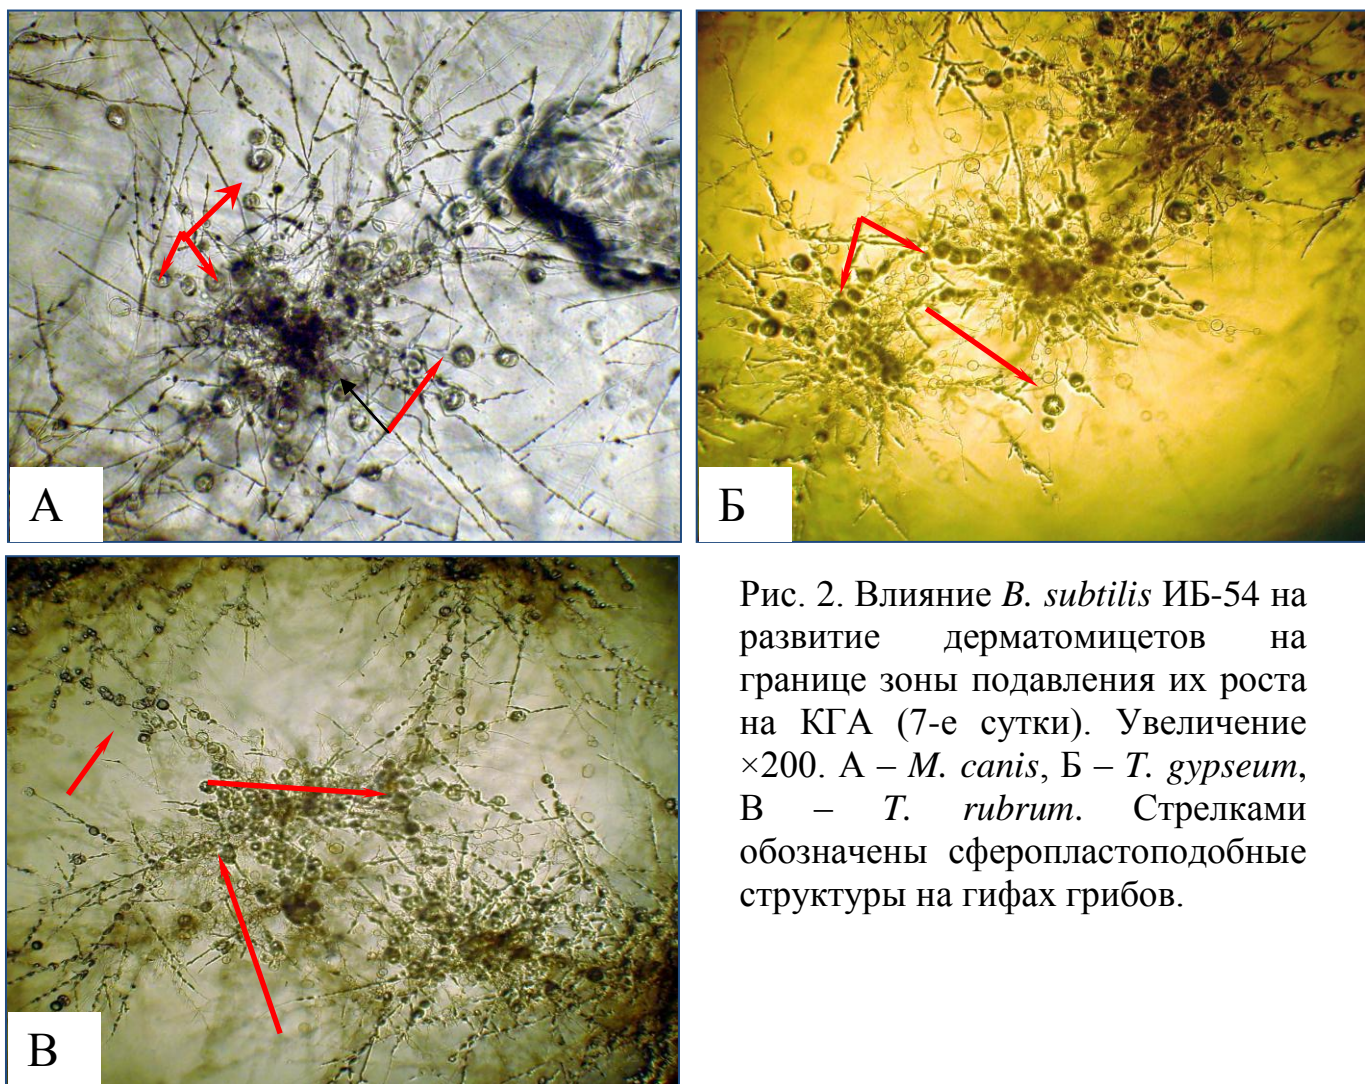 А
Б
В
Рис. 2. Влияние B. subtilis ИБ-54 на
развитие дерматомицетов на
границе зоны подавления их роста
на КГА (7-е сутки). Увеличение
×200. А – M. canis, Б – T. gypseum,
В – T. rubrum. Стрелками
обозначены сферопластоподобные
структуры на гифах грибов.